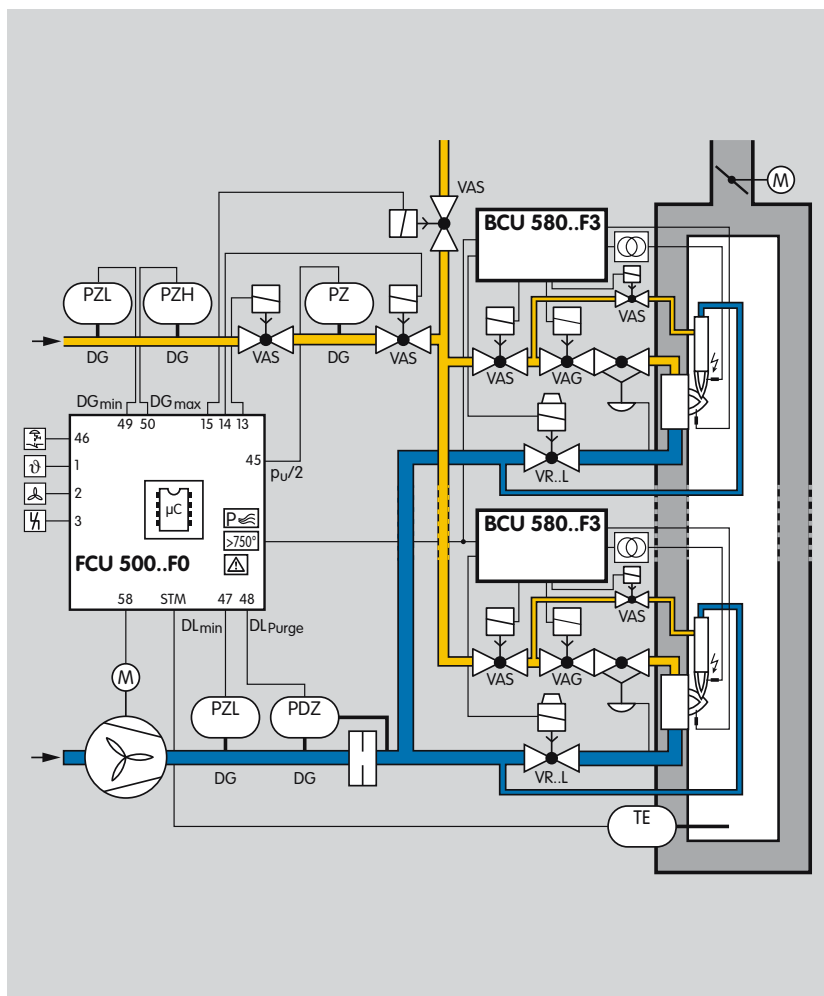 VAS
M
BCU 580..F3
PZL
PZH
PZ
VAS
DG
DG
VAS
DG
VAS
VAS
VAG
DGmin
DGmax
49 50
15 14 13
46
1
2
3
45
pu/2
VR..L
µC
P
>750°
FCU 500..F0
BCU 580..F3
58
STM
47 48
DLmin
DLPurge
VAS
M
VAS
VAG
PZL
PDZ
DG
DG
VR..L
TE